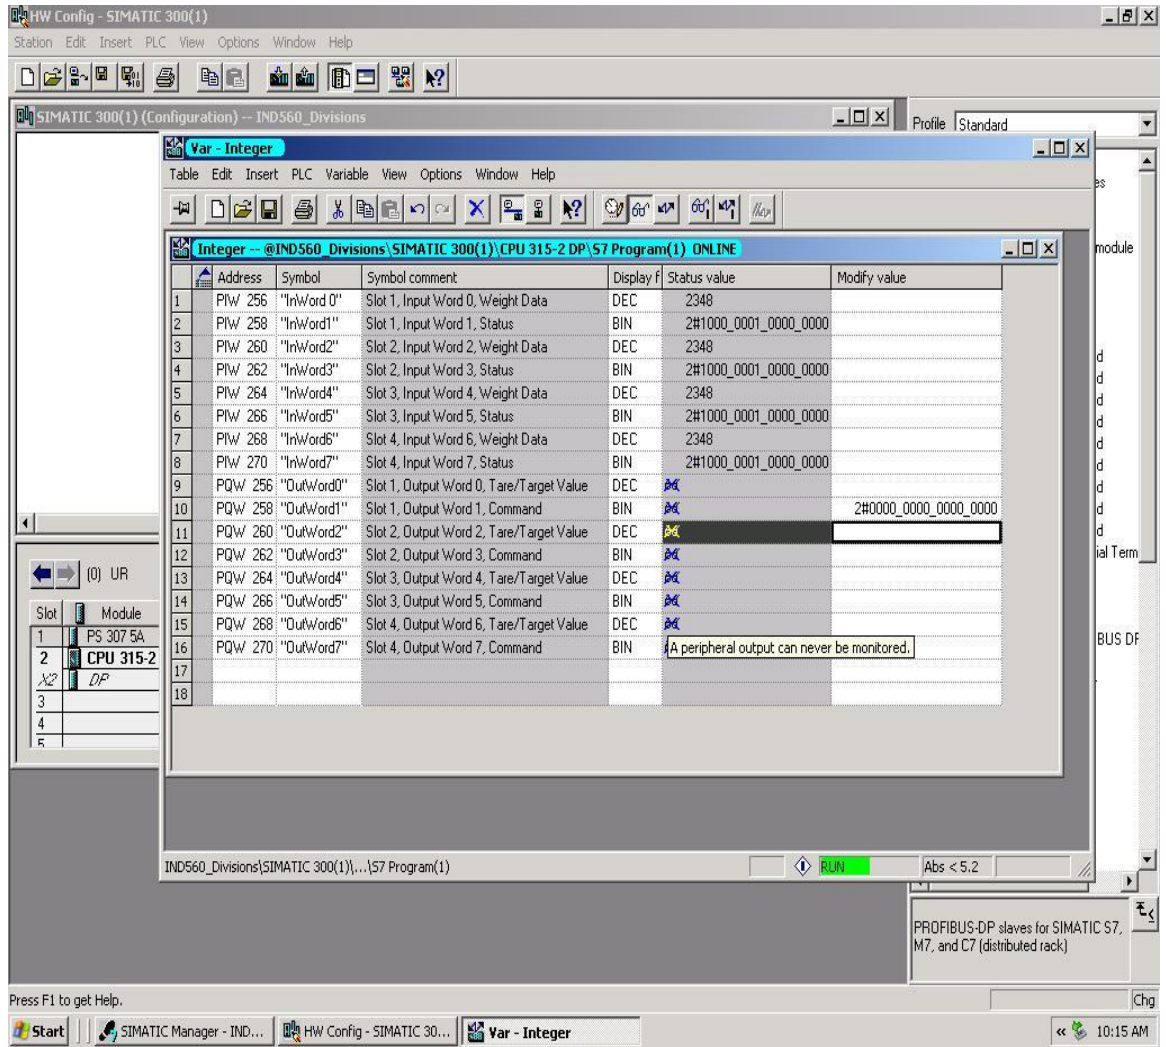 HW Config - SIMATIC 300(1)
Station Edit Insert PLC View Options Window Help
SIMATIC 300(1) (Configuration) -- IND560_Divisions
Profile Standard
Var - Integer
Table Edit Insert PLC Variable View Options Window Help
Integer -- @IND560_Divisions\SIMATIC 300(1)\CPU 315-2 DP\S7 Program(1) ONLINE
Address Symbol Symbol comment Display f Status value Modify value
1 PIW 256 "InWord 0" Slot 1, Input Word 0, Weight Data DEC 2348
2 PIW 258 "InWord1" Slot 1, Input Word 1, Status BIN 2#1000_0001_0000_0000
3 PIW 260 "InWord2" Slot 2, Input Word 2, Weight Data DEC 2348
4 PIW 262 "InWord3" Slot 2, Input Word 3, Status BIN 2#1000_0001_0000_0000
5 PIW 264 "InWord4" Slot 3, Input Word 4, Weight Data DEC 2348
6 PIW 266 "InWord5" Slot 3, Input Word 5, Status BIN 2#1000_0001_0000_0000
7 PIW 268 "InWord6" Slot 4, Input Word 6, Weight Data DEC 2348
8 PIW 270 "InWord7" Slot 4, Input Word 7, Status BIN 2#1000_0001_0000_0000
9 PQW 256 "OutWord0" Slot 1, Output Word 0, Tare/Target Value DEC
10 PQW 258 "OutWord1" Slot 1, Output Word 1, Command BIN 2#0000_0000_0000_0000
11 PQW 260 "OutWord2" Slot 2, Output Word 2, Tare/Target Value DEC
12 PQW 262 "OutWord3" Slot 2, Output Word 3, Command BIN
13 PQW 264 "OutWord4" Slot 3, Output Word 4, Tare/Target Value DEC
14 PQW 266 "OutWord5" Slot 3, Output Word 5, Command BIN
15 PQW 268 "OutWord6" Slot 4, Output Word 6, Tare/Target Value DEC
16 PQW 270 "OutWord7" Slot 4, Output Word 7, Command BIN
A peripheral output can never be monitored.
17
18
es
module
d
d
d
d
d
d
d
d
d
ial Term
BUS DP
(0) UR
Slot Module
1 PS 307 5A
2 CPU 315-2
X2 DP
3
4
5
IND560_Divisions\SIMATIC 300(1)\...\S7 Program(1) RUN Abs < 5.2
PROFIBUS-DP slaves for SIMATIC S7,
M7, and C7 (distributed rack)
Press F1 to get Help. Chg
Start SIMATIC Manager - IND... HW Config - SIMATIC 30... Var - Integer « 10:15 AM